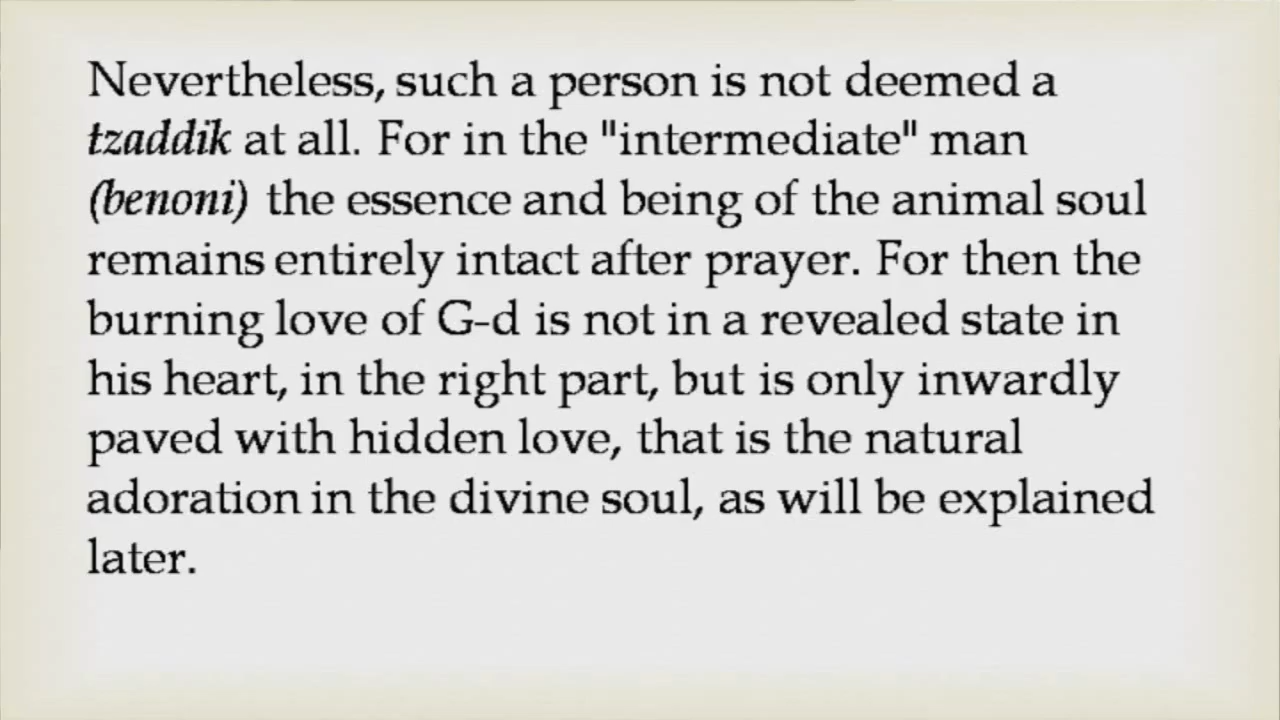 Nevertheless, such a person is not deemed a
tzaddik at all. For in the "intermediate" man
(benoni) the essence and being of the animal soul
remains entirely intact after prayer. For then the
burning love of G-d is not in a revealed state in
his heart, in the right part, but is only inwardly
paved with hidden love, that is the natural
adoration in the divine soul, as will be explained
later.